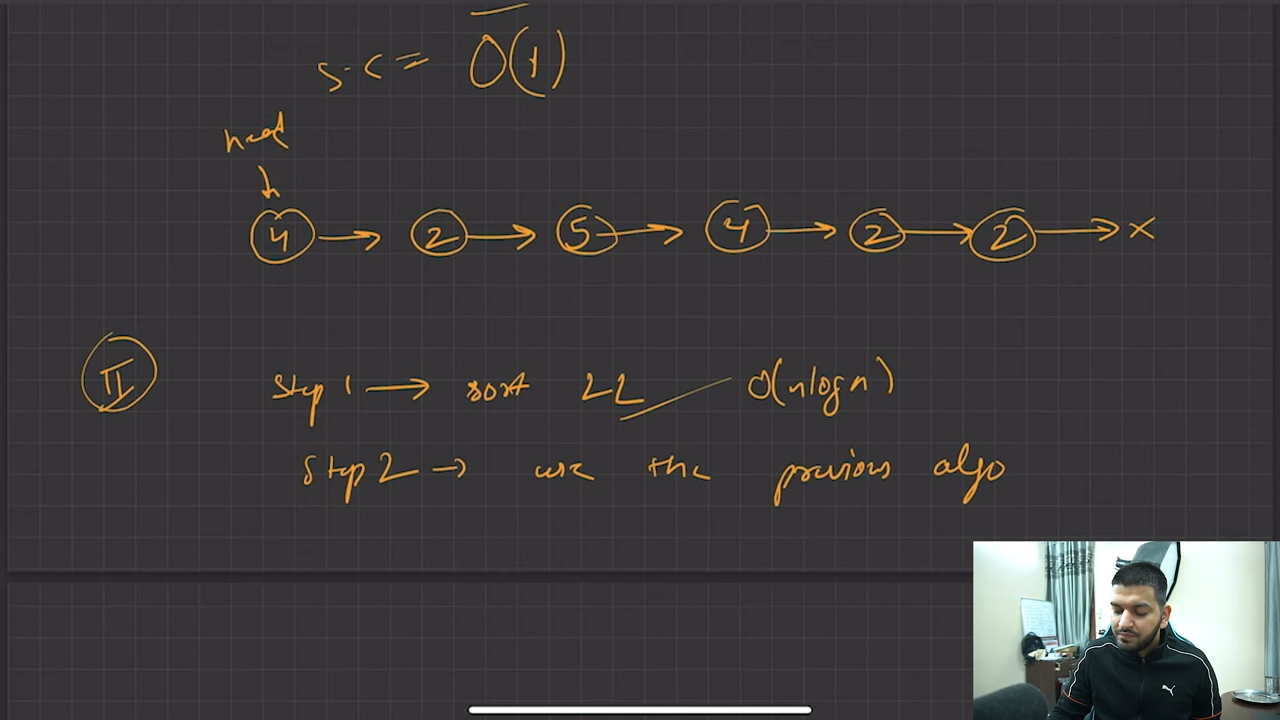 S.C = O(1)
head
4 → 2 → 5 → 4 → 2 → 2 → x
II
Step 1 → sort LL O(nlogn)
Step 2 → use the previous algo